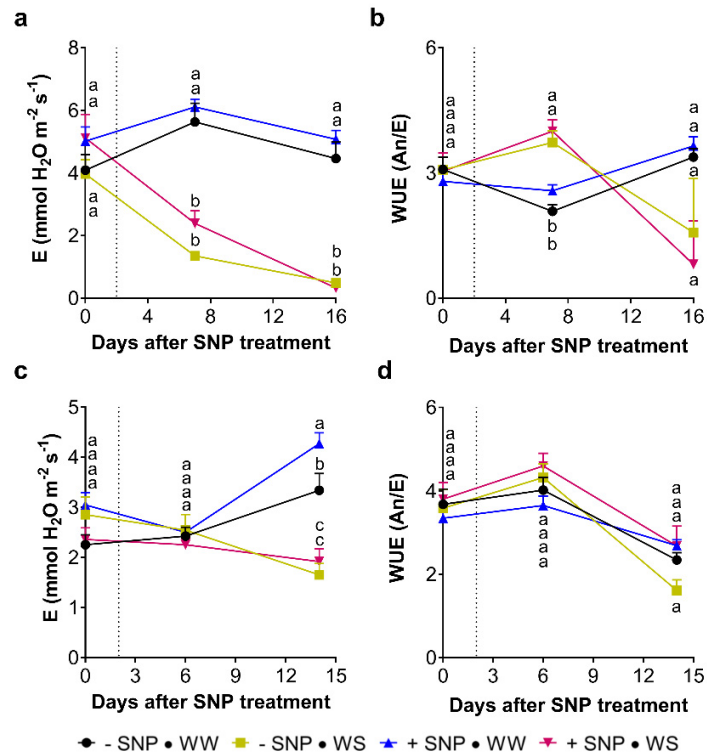 a
E (mmol H₂O m⁻² s⁻¹)
8
6
4
2
0
a
a
a
a
a
a
a
a
b
b
b
b
0
4
8
12
16
Days after SNP treatment
b
WUE (An/E)
6
3
0
a
a
a
a
a
a
b
b
a
a
a
a
0
4
8
12
16
Days after SNP treatment
c
E (mmol H₂O m⁻² s⁻¹)
5
4
3
2
1
0
a
a
a
a
a
a
a
a
a
b
c
c
0
3
6
9
12
15
Days after SNP treatment
d
WUE (An/E)
6
4
2
0
a
a
a
a
a
a
a
a
a
a
a
a
0
3
6
9
12
15
Days after SNP treatment
- SNP • WW - SNP • WS + SNP • WW + SNP • WS